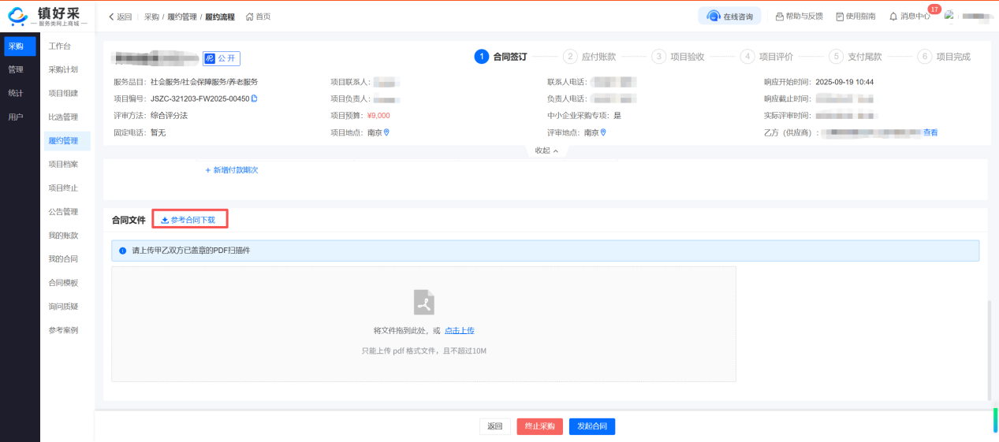 镇好采
服务类网上商城
返回 采购 / 履约管理 / 履约流程 首页
在线咨询 帮助与反馈 使用指南 消息中心 17
采购
管理
统计
用户
工作台
采购计划
项目组建
比选管理
履约管理
项目档案
项目终止
公告管理
我的账款
我的合同
合同模板
询问质疑
参考案例
公开
1 合同签订 2 应付账款 3 项目验收 4 项目评价 5 支付尾款 6 项目完成
服务品目：社会服务/社会保障服务/养老服务 项目联系人： 联系人电话： 响应开始时间：2025-09-19 10:44
项目编号：JSZC-321203-FW2025-00450 项目负责人： 负责人电话： 响应截止时间：
评审方法：综合评分法 项目预算：¥9,000 中小企业采购专项：是 实际评审时间：
固定电话：暂无 项目地点：南京 评审地点：南京 乙方（供应商）： 查看
收起
+ 新增付款期次
合同文件 参考合同下载
请上传甲乙双方已盖章的PDF扫描件
将文件拖到此处，或 点击上传
只能上传 pdf 格式文件，且不超过10M
返回 终止采购 发起合同